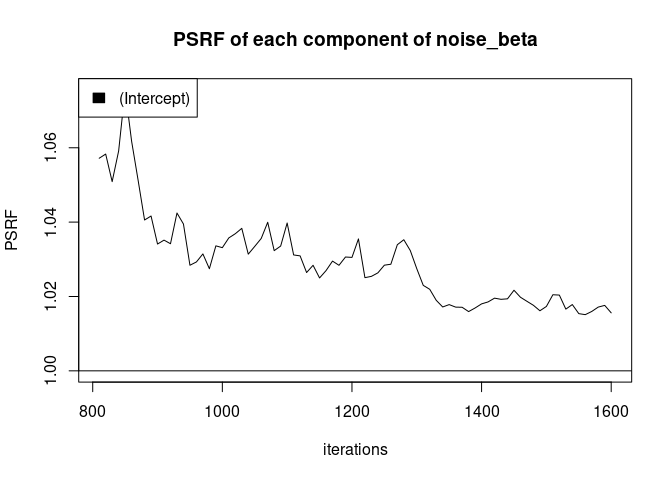 PSRF of each component of noise_beta
(Intercept)
PSRF
1.06
1.04
1.02
1.00
800 1000 1200 1400 1600
iterations